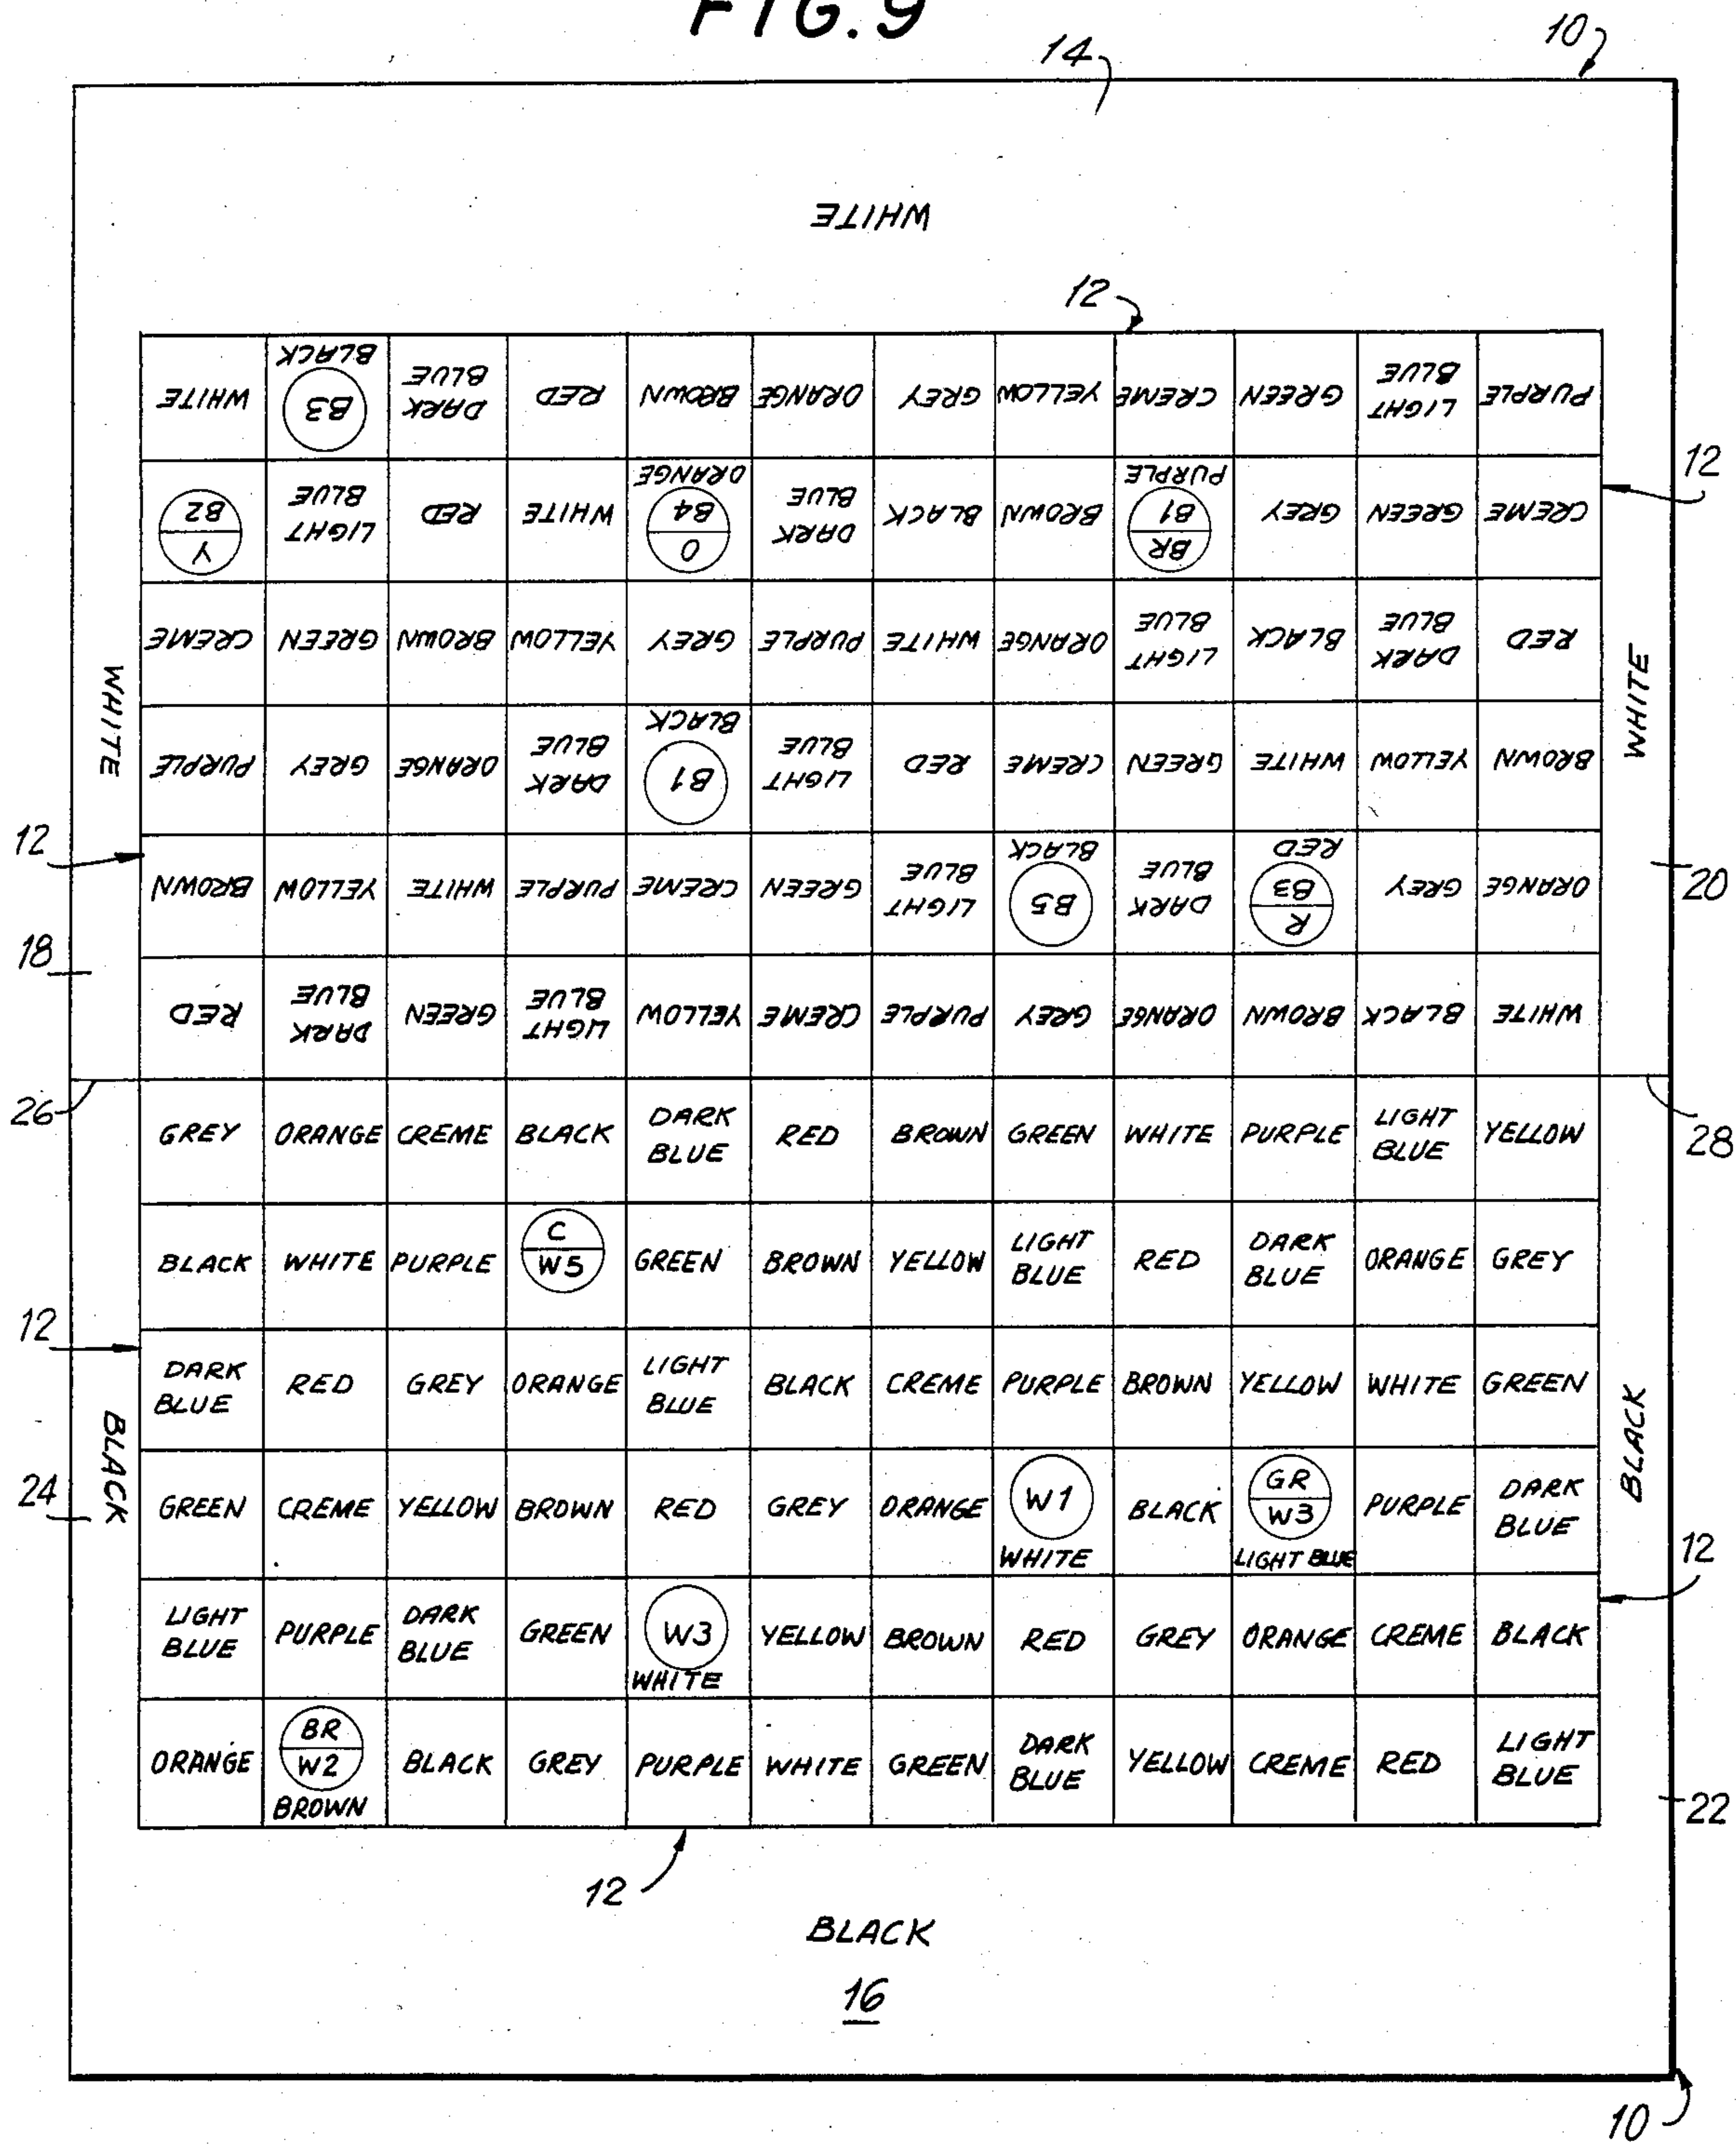 FIG. 9
10
14
WHITE
12
WHITE BLACK B3 DARK BLUE RED BROWN ORANGE GREY YELLOW CREME GREEN LIGHT BLUE PURPLE
12
Y B2 LIGHT BLUE RED WHITE O B4 ORANGE DARK BLUE BLACK BROWN BR B1 PURPLE GREY GREEN CREME
CREME GREEN BROWN YELLOW GREY PURPLE WHITE ORANGE LIGHT BLUE BLACK DARK BLUE RED
WHITE
WHITE
PURPLE GREY ORANGE DARK BLUE B1 BLACK LIGHT BLUE RED CREME GREEN WHITE YELLOW BROWN
12
BROWN YELLOW WHITE PURPLE CREME GREEN LIGHT BLUE B5 BLACK DARK BLUE R B3 RED GREY ORANGE
20
18
RED DARK BLUE GREEN LIGHT BLUE YELLOW CREME PURPLE GREY ORANGE BROWN BLACK WHITE
26
GREY ORANGE CREME BLACK DARK BLUE RED BROWN GREEN WHITE PURPLE LIGHT BLUE YELLOW
28
BLACK WHITE PURPLE C W5 GREEN BROWN YELLOW LIGHT BLUE RED DARK BLUE ORANGE GREY
12
DARK BLUE RED GREY ORANGE LIGHT BLUE BLACK CREME PURPLE BROWN YELLOW WHITE GREEN
BLACK
BLACK
24
GREEN CREME YELLOW BROWN RED GREY ORANGE W1 WHITE BLACK GR W3 LIGHT BLUE PURPLE DARK BLUE
12
LIGHT BLUE PURPLE DARK BLUE GREEN W3 WHITE YELLOW BROWN RED GREY ORANGE CREME BLACK
ORANGE BR W2 BROWN BLACK GREY PURPLE WHITE GREEN DARK BLUE YELLOW CREME RED LIGHT BLUE
22
12
BLACK
16
10